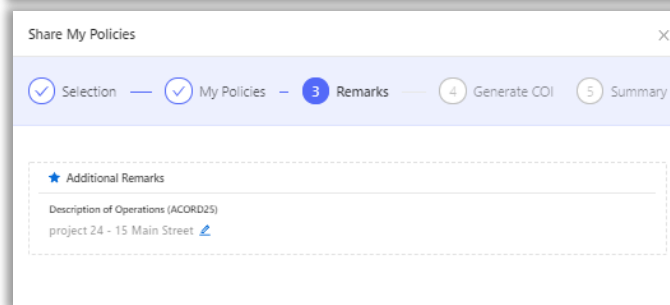 Share My Policies
Selection My Policies 3 Remarks 4 Generate COI 5 Summary
Additional Remarks
Description of Operations (ACORD25)
project 24 - 15 Main Street